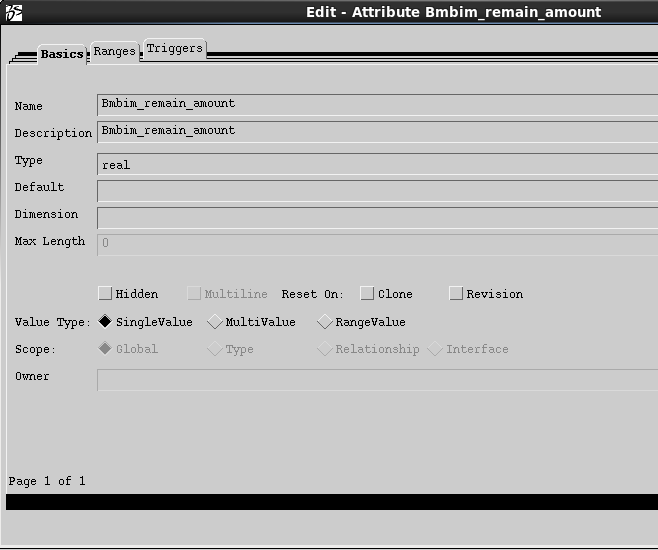 Edit - Attribute Bmbim_remain_amount
Basics Ranges Triggers
Name Bmbim_remain_amount
Description Bmbim_remain_amount
Type real
Default
Dimension
Max Length 0
Hidden Multiline Reset On: Clone Revision
Value Type: SingleValue MultiValue RangeValue
Scope: Global Type Relationship Interface
Owner
Page 1 of 1